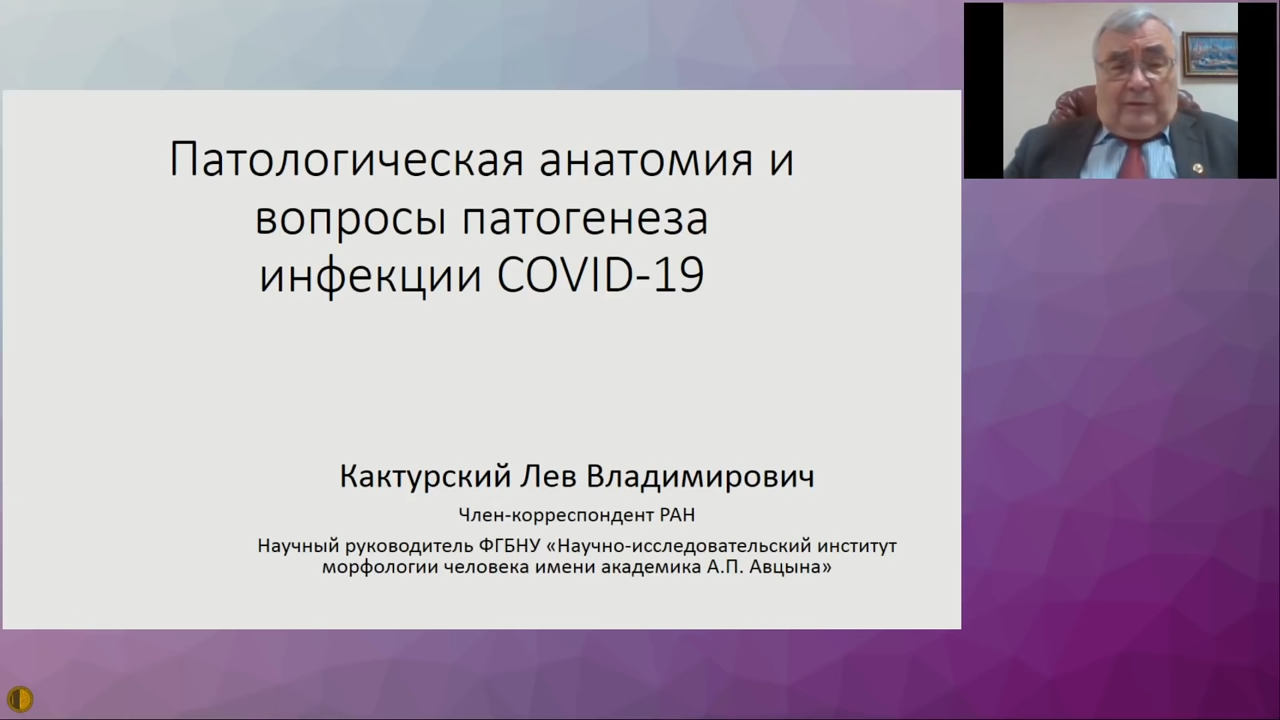 Патологическая анатомия и
вопросы патогенеза
инфекции COVID-19
Кактурский Лев Владимирович
Член-корреспондент РАН
Научный руководитель ФГБНУ «Научно-исследовательский институт
морфологии человека имени академика А.П. Авцына»